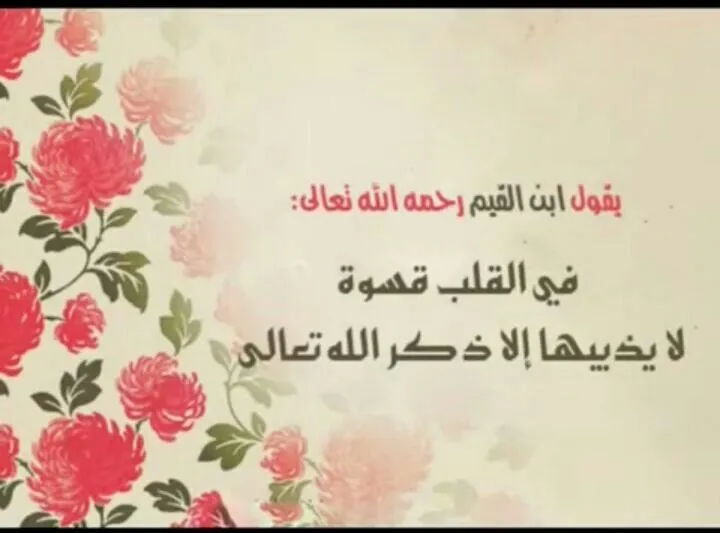 يقول ابن القيم رحمه الله تعالى:
في القلب قسوة
لا يذيبها إلا ذكر الله تعالى